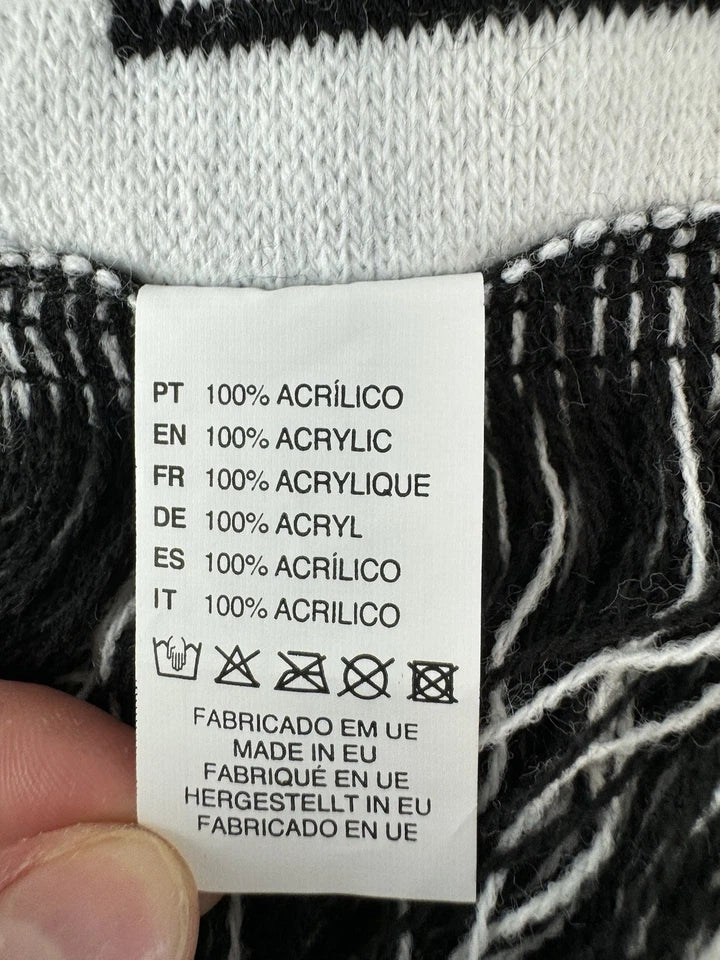 PT 100% ACRÍLICO
EN 100% ACRYLIC
FR 100% ACRYLIQUE
DE 100% ACRYL
ES 100% ACRÍLICO
IT 100% ACRILICO
FABRICADO EM UE
MADE IN EU
FABRIQUÉ EN UE
HERGESTELLT IN EU
FABRICADO EN UE